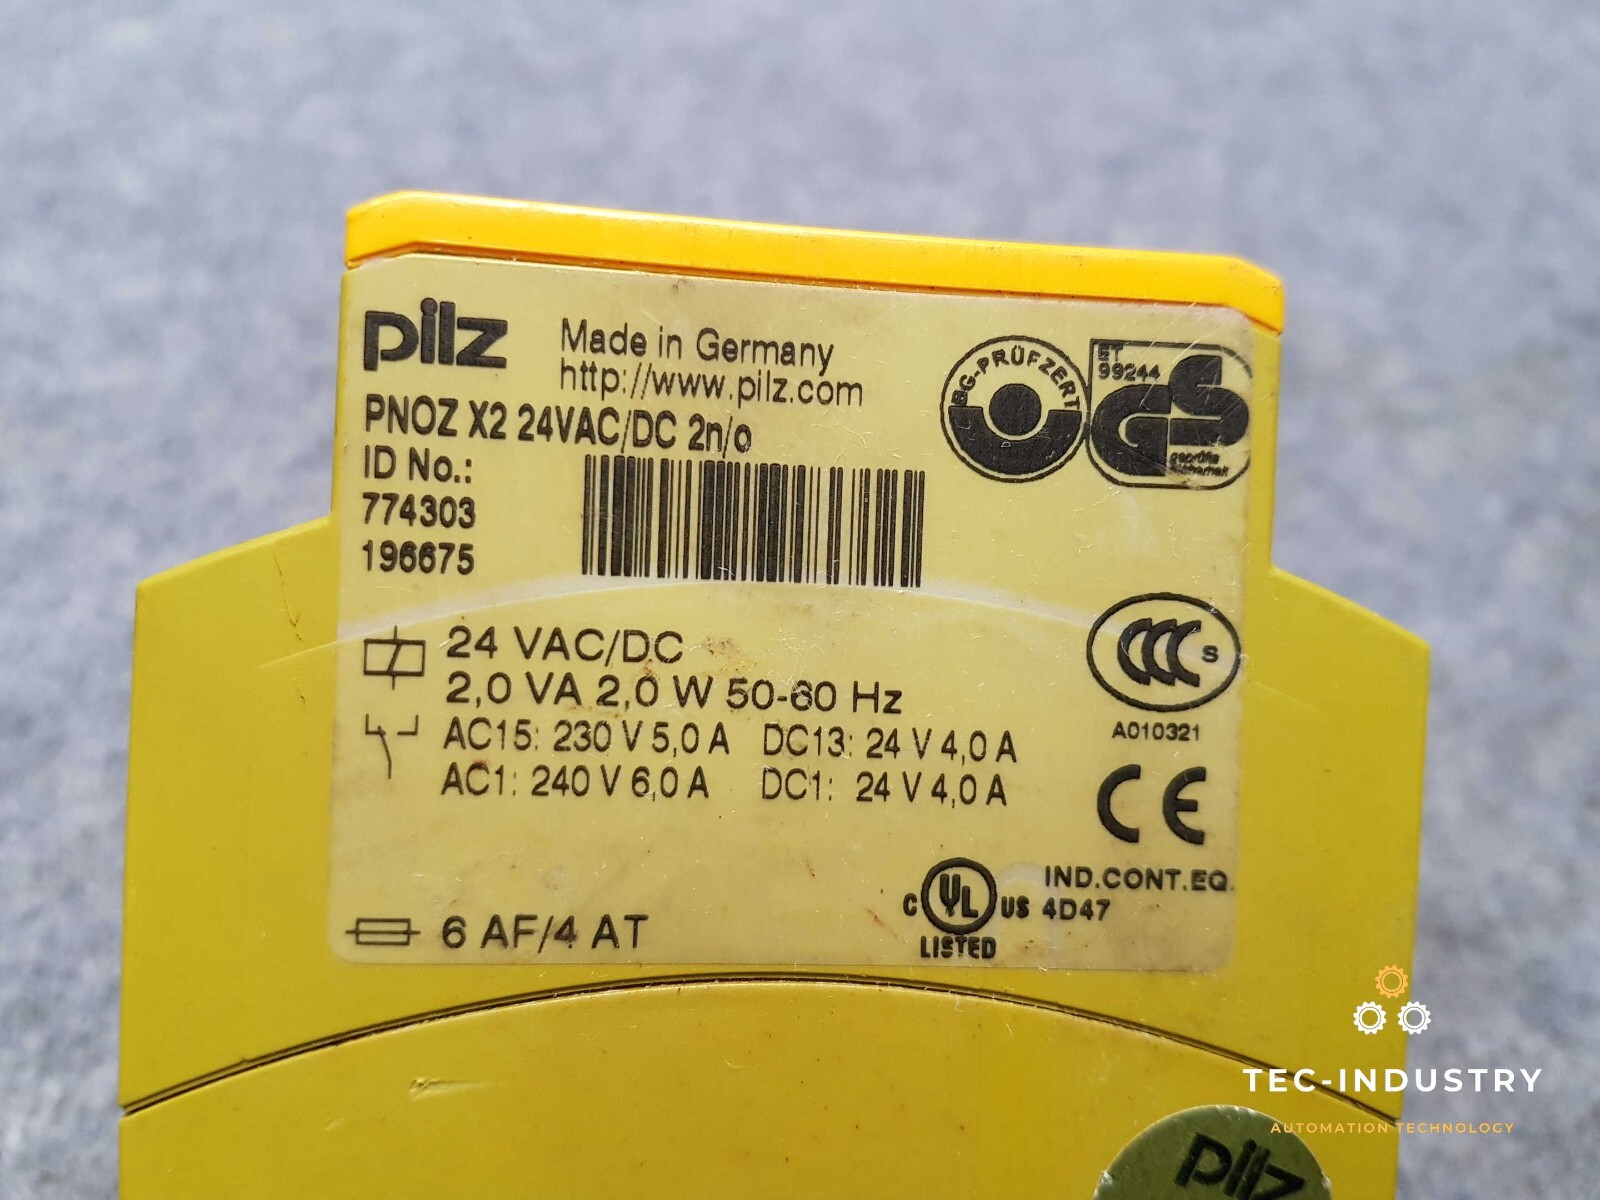 pilz
Made in Germany
http://www.pilz.com
BG-PRÜFZERT
ET
99244
GS
geprüfte
Sicherheit
PNOZ X2 24VAC/DC 2n/o
ID No.:
774303
196675
24 VAC/DC
2,0 VA 2,0 W 50-60 Hz
CCC S
A010321
AC15: 230 V 5,0 A DC13: 24 V 4,0 A
AC1: 240 V 6,0 A DC1: 24 V 4,0 A
CE
C UL US
LISTED
IND.CONT.EQ.
4D47
6 AF/4 AT
TEC-INDUSTRY
AUTOMATION TECHNOLOGY
pilz